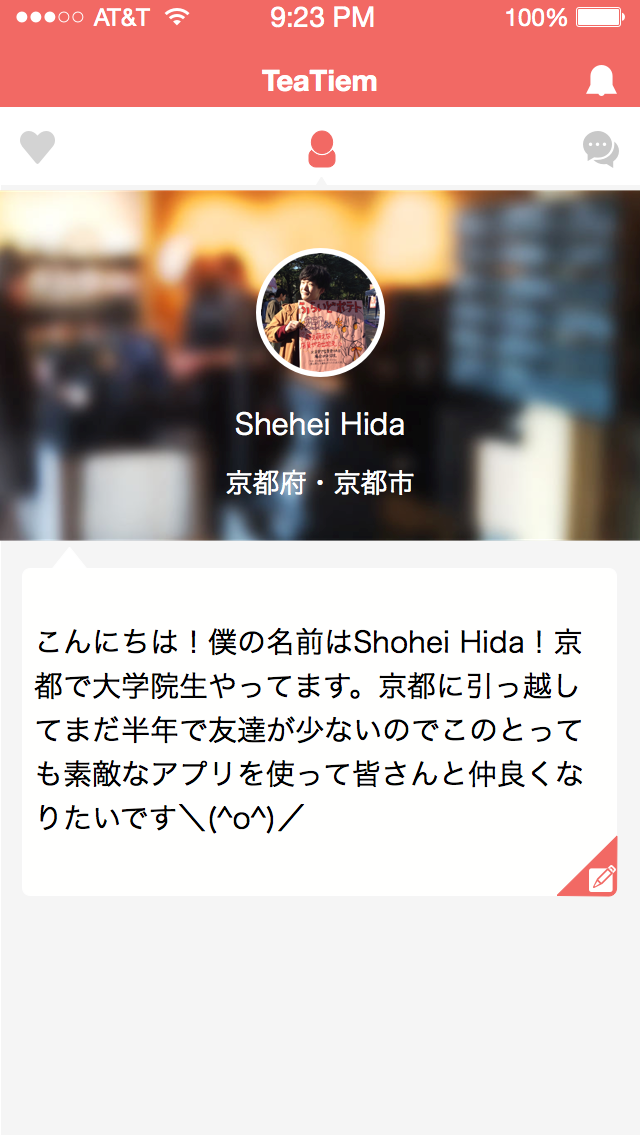 AT&T 9:23 PM 100%
TeaTiem
Shehei Hida
京都府・京都市
こんにちは！僕の名前はShohei Hida！京
都で大学院生やってます。京都に引っ越し
てまだ半年で友達が少ないのでこのとって
も素敵なアプリを使って皆さんと仲良くな
りたいです＼(^o^)／